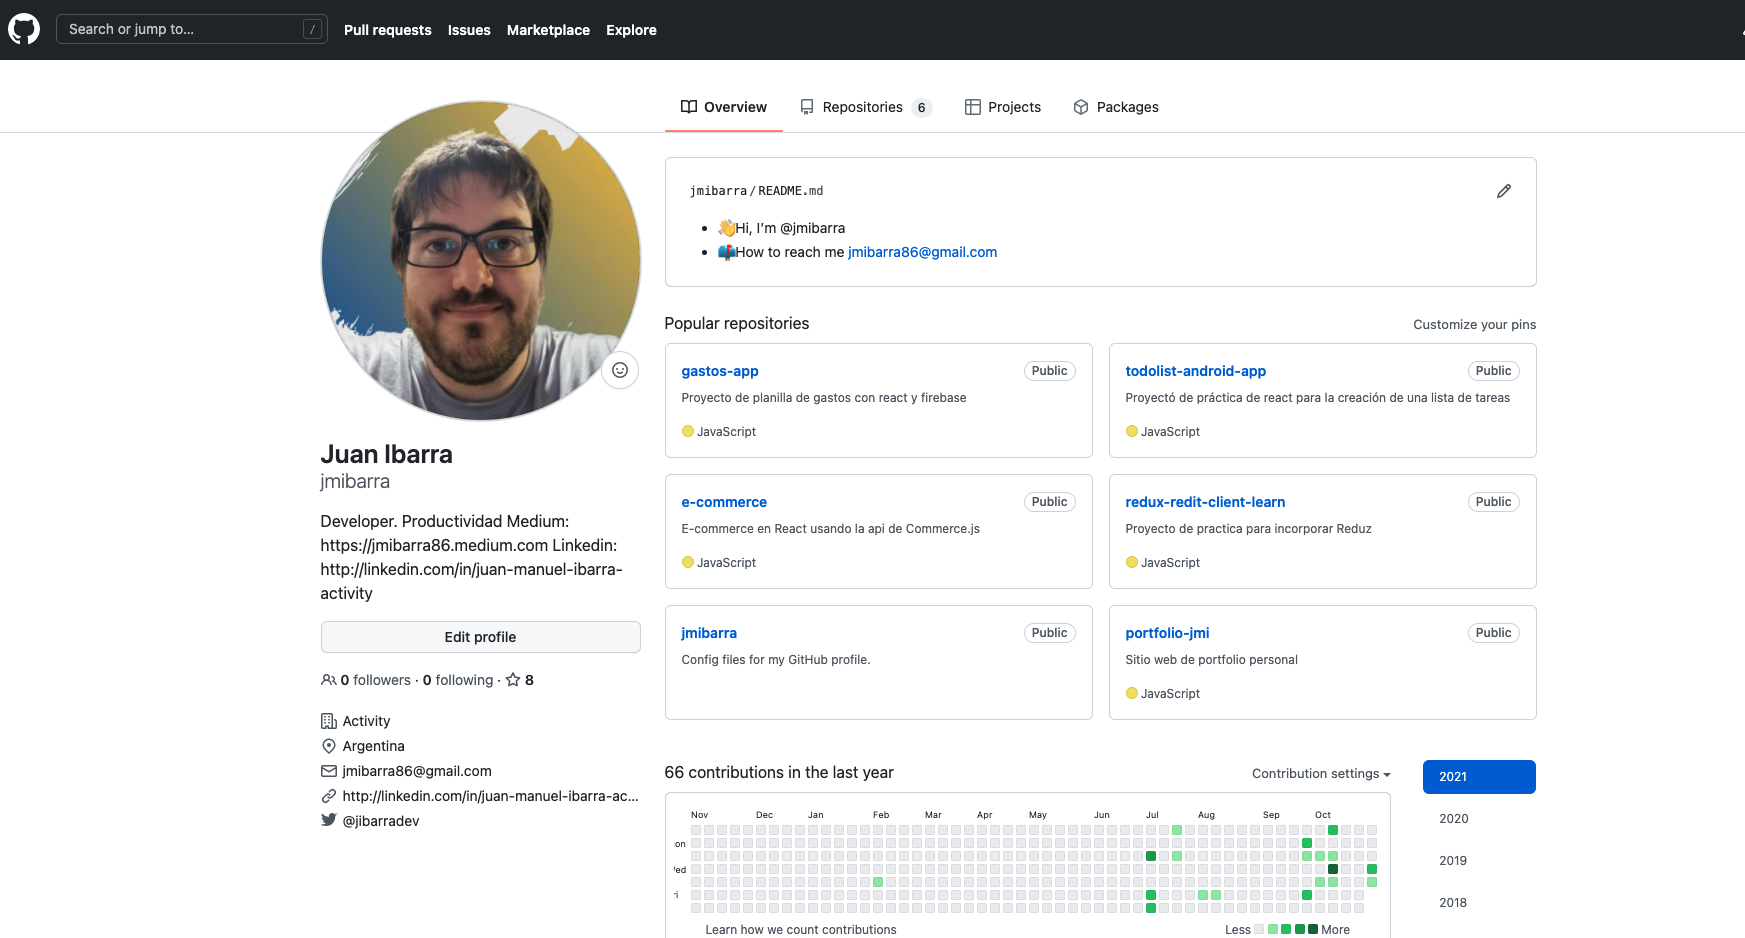 Search or jump to... /
Pull requests Issues Marketplace Explore
Overview Repositories 6 Projects Packages
jmibarra/README.md
👋Hi, I'm @jmibarra
📫How to reach me jmibarra86@gmail.com
Popular repositories Customize your pins
gastos-app Public
Proyecto de planilla de gastos con react y firebase
JavaScript
todolist-android-app Public
Proyectó de práctica de react para la creación de una lista de tareas
JavaScript
e-commerce Public
E-commerce en React usando la api de Commerce.js
JavaScript
redux-redit-client-learn Public
Proyecto de practica para incorporar Reduz
JavaScript
jmibarra Public
Config files for my GitHub profile.
portfolio-jmi Public
Sitio web de portfolio personal
JavaScript
Juan Ibarra
jmibarra
Developer. Productividad Medium:
https://jmibarra86.medium.com Linkedin:
http://linkedin.com/in/juan-manuel-ibarra-
activity
Edit profile
0 followers · 0 following · 8
Activity
Argentina
jmibarra86@gmail.com
http://linkedin.com/in/juan-manuel-ibarra-ac...
@jibarradev
66 contributions in the last year Contribution settings
2021
2020
2019
2018
Nov Dec Jan Feb Mar Apr May Jun Jul Aug Sep Oct
on
ed
ri
Learn how we count contributions Less More